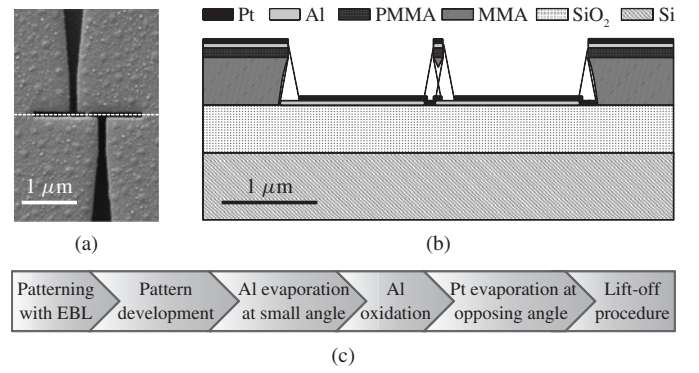 Pt Al PMMA MMA SiO₂ Si
1 μm
1 μm
(a)
(b)
Patterning with EBL
Pattern development
Al evaporation at small angle
Al oxidation
Pt evaporation at opposing angle
Lift-off procedure
(c)